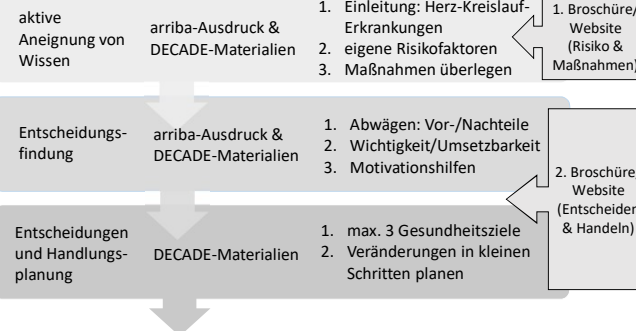 aktive
Aneignung von
Wissen
arriba-Ausdruck &
DECADE-Materialien
1. Einleitung: Herz-Kreislauf-
Erkrankungen
2. eigene Risikofaktoren
3. Maßnahmen überlegen
1. Broschüre/
Website
(Risiko &
Maßnahmen)
Entscheidungs-
findung
arriba-Ausdruck &
DECADE-Materialien
1. Abwägen: Vor-/Nachteile
2. Wichtigkeit/Umsetzbarkeit
3. Motivationshilfen
2. Broschüre/
Website
(Entscheiden
& Handeln)
Entscheidungen
und Handlungs-
planung
DECADE-Materialien
1. max. 3 Gesundheitsziele
2. Veränderungen in kleinen
Schritten planen